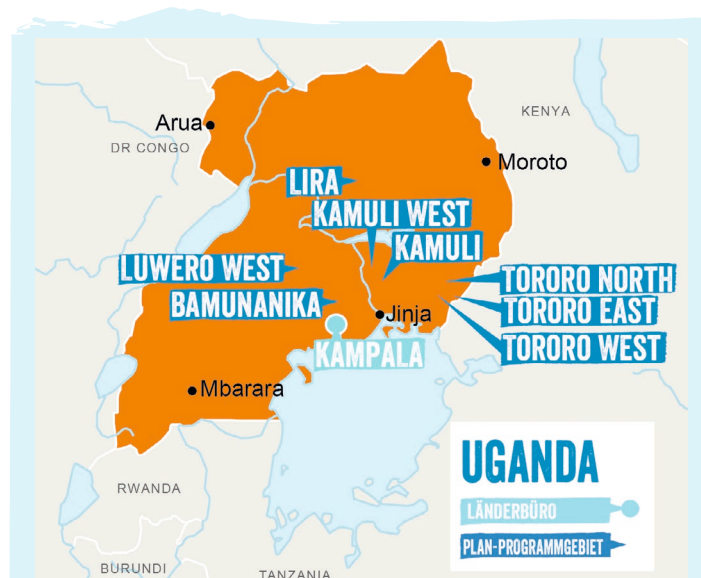 KENYA
Arua
DR CONGO
Moroto
LIRA
KAMULI WEST
KAMULI
LUWERO WEST
TORORO NORTH
BAMUNANIKA
TORORO EAST
Jinja
KAMPALA
TORORO WEST
Mbarara
UGANDA
RWANDA
LÄNDERBÜRO
PLAN-PROGRAMMGEBIET
BURUNDI
TANZANIA